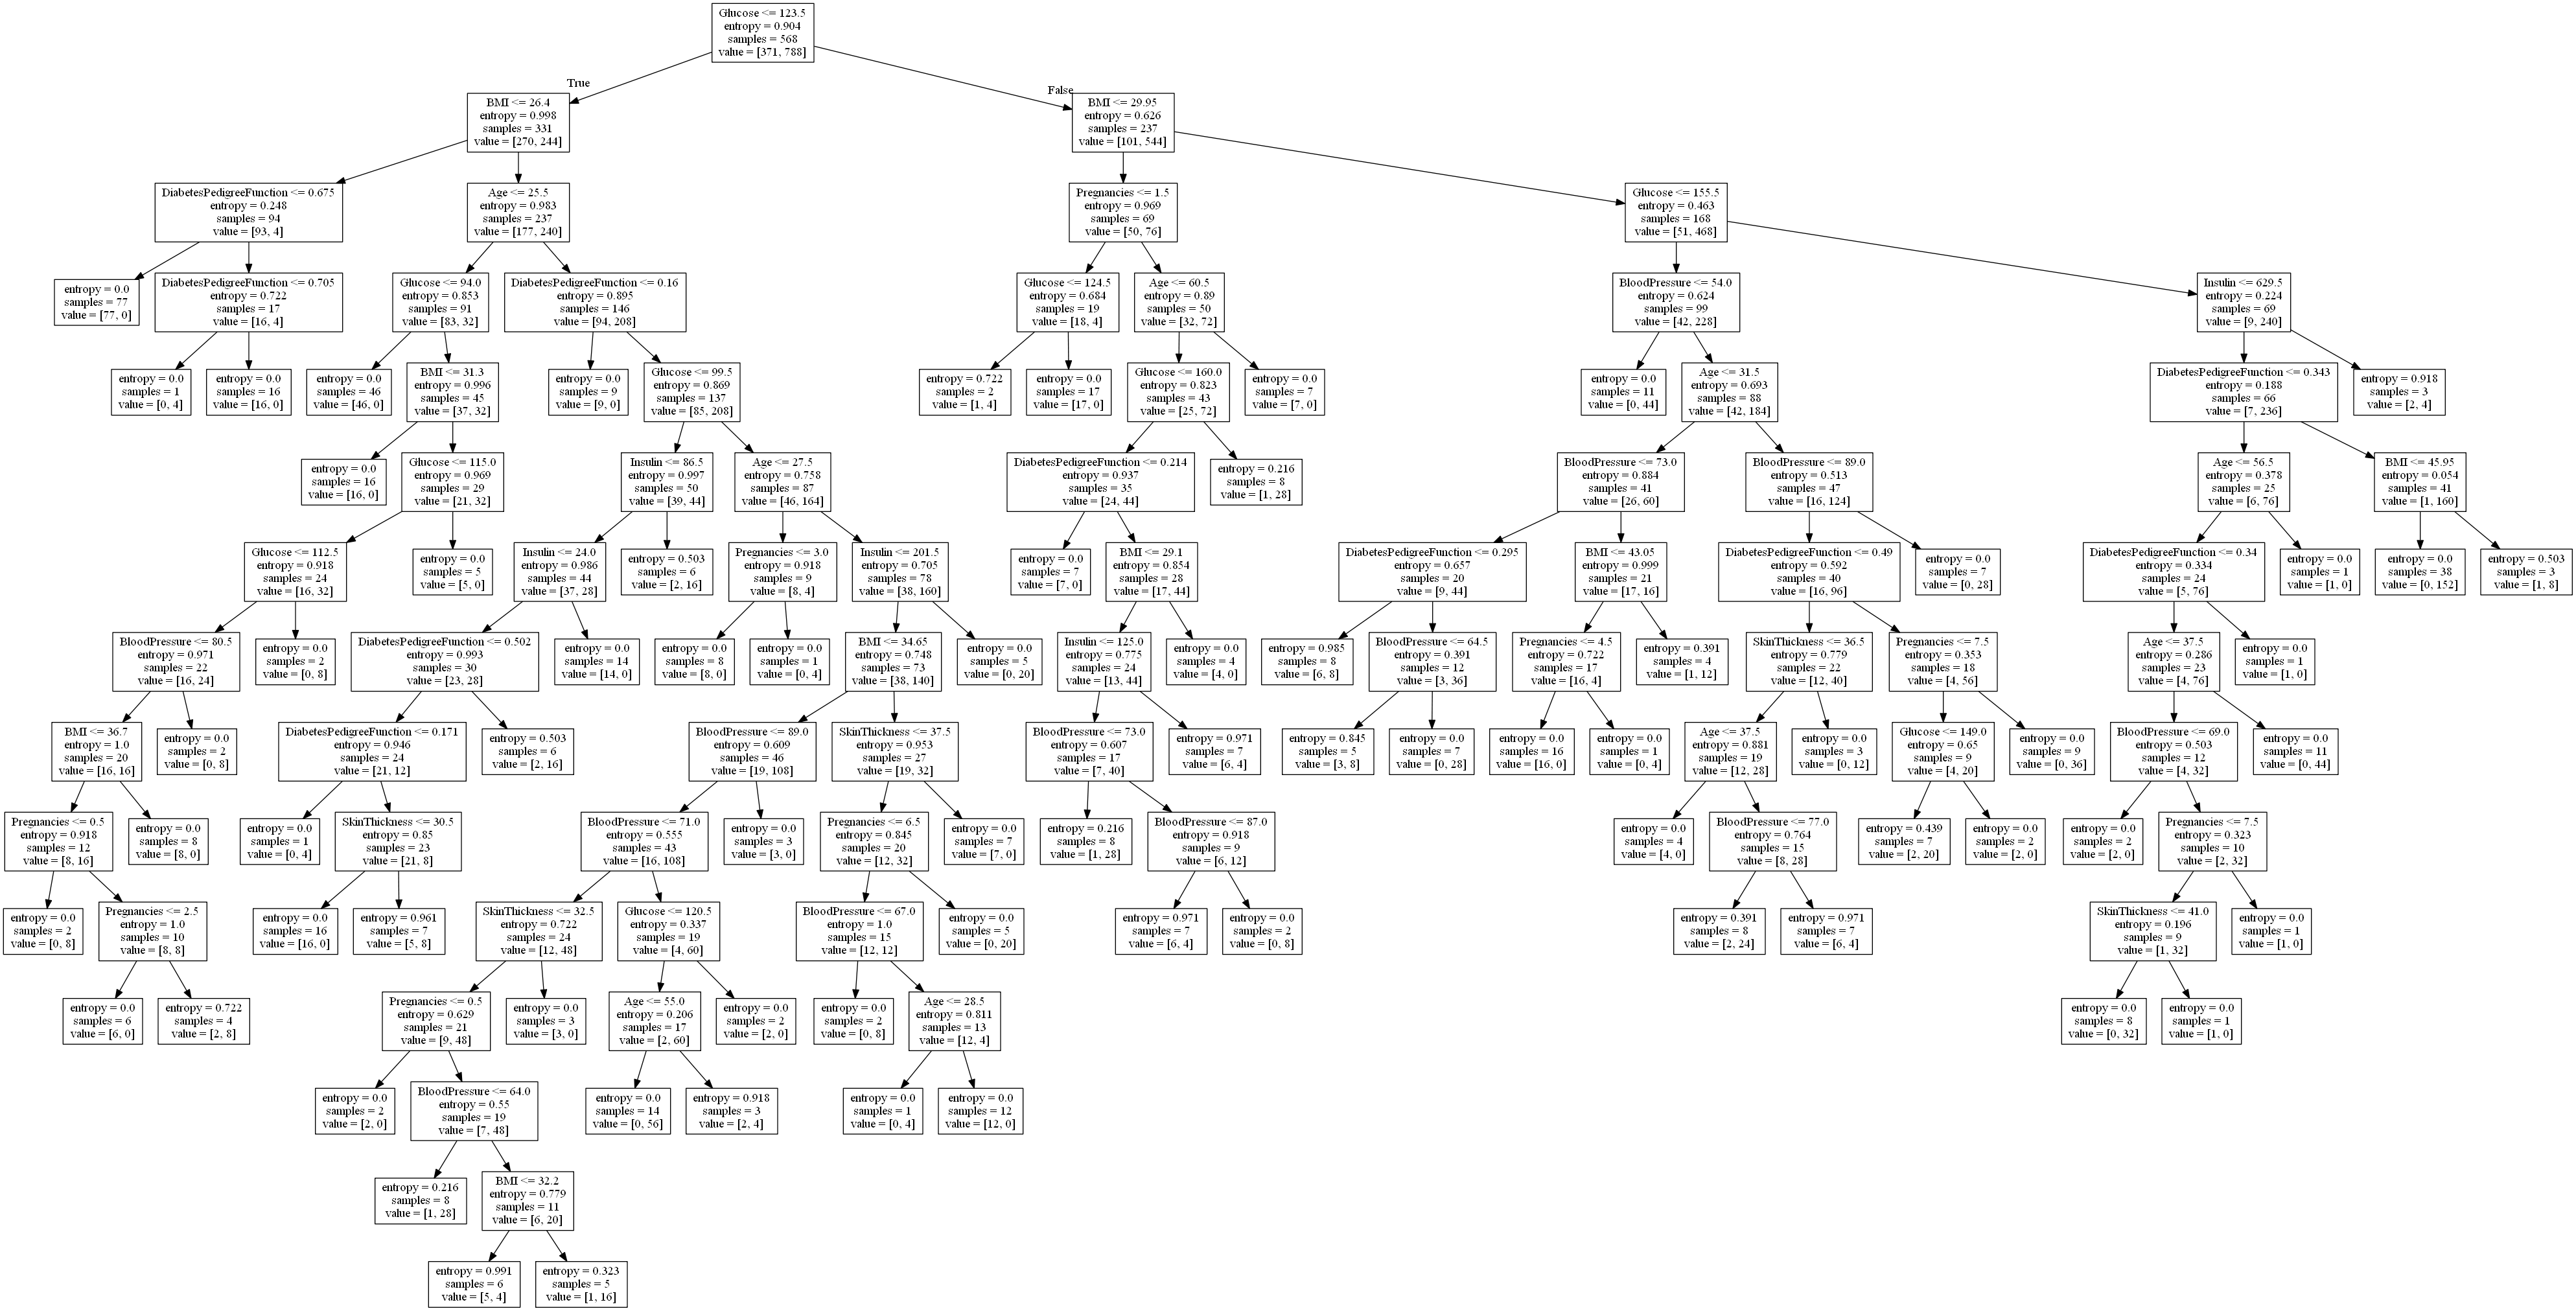 Glucose <= 123.5
entropy = 0.904
samples = 568
value = [371, 788]
True
False
BMI <= 26.4
entropy = 0.998
samples = 331
value = [270, 244]
BMI <= 29.95
entropy = 0.626
samples = 237
value = [101, 544]
DiabetesPedigreeFunction <= 0.675
entropy = 0.248
samples = 94
value = [93, 4]
Age <= 25.5
entropy = 0.983
samples = 237
value = [177, 240]
Pregnancies <= 1.5
entropy = 0.969
samples = 69
value = [50, 76]
Glucose <= 155.5
entropy = 0.463
samples = 168
value = [51, 468]
entropy = 0.0
samples = 77
value = [77, 0]
DiabetesPedigreeFunction <= 0.705
entropy = 0.722
samples = 17
value = [16, 4]
Glucose <= 94.0
entropy = 0.853
samples = 91
value = [83, 32]
DiabetesPedigreeFunction <= 0.16
entropy = 0.895
samples = 146
value = [94, 208]
Glucose <= 124.5
entropy = 0.684
samples = 19
value = [18, 4]
Age <= 60.5
entropy = 0.89
samples = 50
value = [32, 72]
BloodPressure <= 54.0
entropy = 0.624
samples = 99
value = [42, 228]
Insulin <= 629.5
entropy = 0.224
samples = 69
value = [9, 240]
entropy = 0.0
samples = 1
value = [0, 4]
entropy = 0.0
samples = 16
value = [16, 0]
entropy = 0.0
samples = 46
value = [46, 0]
BMI <= 31.3
entropy = 0.996
samples = 45
value = [37, 32]
entropy = 0.0
samples = 9
value = [9, 0]
Glucose <= 99.5
entropy = 0.869
samples = 137
value = [85, 208]
entropy = 0.722
samples = 2
value = [1, 4]
entropy = 0.0
samples = 17
value = [17, 0]
Glucose <= 160.0
entropy = 0.823
samples = 43
value = [25, 72]
entropy = 0.0
samples = 7
value = [7, 0]
entropy = 0.0
samples = 11
value = [0, 44]
Age <= 31.5
entropy = 0.693
samples = 88
value = [42, 184]
DiabetesPedigreeFunction <= 0.343
entropy = 0.188
samples = 66
value = [7, 236]
entropy = 0.918
samples = 3
value = [2, 4]
entropy = 0.0
samples = 16
value = [16, 0]
Glucose <= 115.0
entropy = 0.969
samples = 29
value = [21, 32]
Insulin <= 86.5
entropy = 0.997
samples = 50
value = [39, 44]
Age <= 27.5
entropy = 0.758
samples = 87
value = [46, 164]
DiabetesPedigreeFunction <= 0.214
entropy = 0.937
samples = 35
value = [24, 44]
entropy = 0.216
samples = 8
value = [1, 28]
BloodPressure <= 73.0
entropy = 0.884
samples = 41
value = [26, 60]
BloodPressure <= 89.0
entropy = 0.513
samples = 47
value = [16, 124]
Age <= 56.5
entropy = 0.378
samples = 25
value = [6, 76]
BMI <= 45.95
entropy = 0.054
samples = 41
value = [1, 160]
Glucose <= 112.5
entropy = 0.918
samples = 24
value = [16, 32]
entropy = 0.0
samples = 5
value = [5, 0]
Insulin <= 24.0
entropy = 0.986
samples = 44
value = [37, 28]
entropy = 0.503
samples = 6
value = [2, 16]
Pregnancies <= 3.0
entropy = 0.918
samples = 9
value = [8, 4]
Insulin <= 201.5
entropy = 0.705
samples = 78
value = [38, 160]
entropy = 0.0
samples = 7
value = [7, 0]
BMI <= 29.1
entropy = 0.854
samples = 28
value = [17, 44]
DiabetesPedigreeFunction <= 0.295
entropy = 0.657
samples = 20
value = [9, 44]
BMI <= 43.05
entropy = 0.999
samples = 21
value = [17, 16]
DiabetesPedigreeFunction <= 0.49
entropy = 0.592
samples = 40
value = [16, 96]
entropy = 0.0
samples = 7
value = [0, 28]
DiabetesPedigreeFunction <= 0.34
entropy = 0.334
samples = 24
value = [5, 76]
entropy = 0.0
samples = 1
value = [1, 0]
entropy = 0.0
samples = 38
value = [0, 152]
entropy = 0.503
samples = 3
value = [1, 8]
BloodPressure <= 80.5
entropy = 0.971
samples = 22
value = [16, 24]
entropy = 0.0
samples = 2
value = [0, 8]
DiabetesPedigreeFunction <= 0.502
entropy = 0.993
samples = 30
value = [23, 28]
entropy = 0.0
samples = 14
value = [14, 0]
entropy = 0.0
samples = 8
value = [8, 0]
entropy = 0.0
samples = 1
value = [0, 4]
BMI <= 34.65
entropy = 0.748
samples = 73
value = [38, 140]
entropy = 0.0
samples = 5
value = [0, 20]
Insulin <= 125.0
entropy = 0.775
samples = 24
value = [13, 44]
entropy = 0.0
samples = 4
value = [4, 0]
entropy = 0.985
samples = 8
value = [6, 8]
BloodPressure <= 64.5
entropy = 0.391
samples = 12
value = [3, 36]
Pregnancies <= 4.5
entropy = 0.722
samples = 17
value = [16, 4]
entropy = 0.391
samples = 4
value = [1, 12]
SkinThickness <= 36.5
entropy = 0.779
samples = 22
value = [12, 40]
Pregnancies <= 7.5
entropy = 0.353
samples = 18
value = [4, 56]
Age <= 37.5
entropy = 0.286
samples = 23
value = [4, 76]
entropy = 0.0
samples = 1
value = [1, 0]
BMI <= 36.7
entropy = 1.0
samples = 20
value = [16, 16]
entropy = 0.0
samples = 2
value = [0, 8]
DiabetesPedigreeFunction <= 0.171
entropy = 0.946
samples = 24
value = [21, 12]
entropy = 0.503
samples = 6
value = [2, 16]
BloodPressure <= 89.0
entropy = 0.609
samples = 46
value = [19, 108]
SkinThickness <= 37.5
entropy = 0.953
samples = 27
value = [19, 32]
BloodPressure <= 73.0
entropy = 0.607
samples = 17
value = [7, 40]
entropy = 0.971
samples = 7
value = [6, 4]
entropy = 0.845
samples = 5
value = [3, 8]
entropy = 0.0
samples = 7
value = [0, 28]
entropy = 0.0
samples = 16
value = [16, 0]
entropy = 0.0
samples = 1
value = [0, 4]
Age <= 37.5
entropy = 0.881
samples = 19
value = [12, 28]
entropy = 0.0
samples = 3
value = [0, 12]
Glucose <= 149.0
entropy = 0.65
samples = 9
value = [4, 20]
entropy = 0.0
samples = 9
value = [0, 36]
BloodPressure <= 69.0
entropy = 0.503
samples = 12
value = [4, 32]
entropy = 0.0
samples = 11
value = [0, 44]
Pregnancies <= 0.5
entropy = 0.918
samples = 12
value = [8, 16]
entropy = 0.0
samples = 8
value = [8, 0]
entropy = 0.0
samples = 1
value = [0, 4]
SkinThickness <= 30.5
entropy = 0.85
samples = 23
value = [21, 8]
BloodPressure <= 71.0
entropy = 0.555
samples = 43
value = [16, 108]
entropy = 0.0
samples = 3
value = [3, 0]
Pregnancies <= 6.5
entropy = 0.845
samples = 20
value = [12, 32]
entropy = 0.0
samples = 7
value = [7, 0]
entropy = 0.216
samples = 8
value = [1, 28]
BloodPressure <= 87.0
entropy = 0.918
samples = 9
value = [6, 12]
entropy = 0.0
samples = 4
value = [4, 0]
BloodPressure <= 77.0
entropy = 0.764
samples = 15
value = [8, 28]
entropy = 0.439
samples = 7
value = [2, 20]
entropy = 0.0
samples = 2
value = [2, 0]
entropy = 0.0
samples = 2
value = [2, 0]
Pregnancies <= 7.5
entropy = 0.323
samples = 10
value = [2, 32]
entropy = 0.0
samples = 2
value = [0, 8]
Pregnancies <= 2.5
entropy = 1.0
samples = 10
value = [8, 8]
entropy = 0.0
samples = 16
value = [16, 0]
entropy = 0.961
samples = 7
value = [5, 8]
SkinThickness <= 32.5
entropy = 0.722
samples = 24
value = [12, 48]
Glucose <= 120.5
entropy = 0.337
samples = 19
value = [4, 60]
BloodPressure <= 67.0
entropy = 1.0
samples = 15
value = [12, 12]
entropy = 0.0
samples = 5
value = [0, 20]
entropy = 0.971
samples = 7
value = [6, 4]
entropy = 0.0
samples = 2
value = [0, 8]
entropy = 0.391
samples = 8
value = [2, 24]
entropy = 0.971
samples = 7
value = [6, 4]
SkinThickness <= 41.0
entropy = 0.196
samples = 9
value = [1, 32]
entropy = 0.0
samples = 1
value = [1, 0]
entropy = 0.0
samples = 6
value = [6, 0]
entropy = 0.722
samples = 4
value = [2, 8]
Pregnancies <= 0.5
entropy = 0.629
samples = 21
value = [9, 48]
entropy = 0.0
samples = 3
value = [3, 0]
Age <= 55.0
entropy = 0.206
samples = 17
value = [2, 60]
entropy = 0.0
samples = 2
value = [2, 0]
entropy = 0.0
samples = 2
value = [0, 8]
Age <= 28.5
entropy = 0.811
samples = 13
value = [12, 4]
entropy = 0.0
samples = 8
value = [0, 32]
entropy = 0.0
samples = 1
value = [1, 0]
entropy = 0.0
samples = 2
value = [2, 0]
BloodPressure <= 64.0
entropy = 0.55
samples = 19
value = [7, 48]
entropy = 0.0
samples = 14
value = [0, 56]
entropy = 0.918
samples = 3
value = [2, 4]
entropy = 0.0
samples = 1
value = [0, 4]
entropy = 0.0
samples = 12
value = [12, 0]
entropy = 0.216
samples = 8
value = [1, 28]
BMI <= 32.2
entropy = 0.779
samples = 11
value = [6, 20]
entropy = 0.991
samples = 6
value = [5, 4]
entropy = 0.323
samples = 5
value = [1, 16]